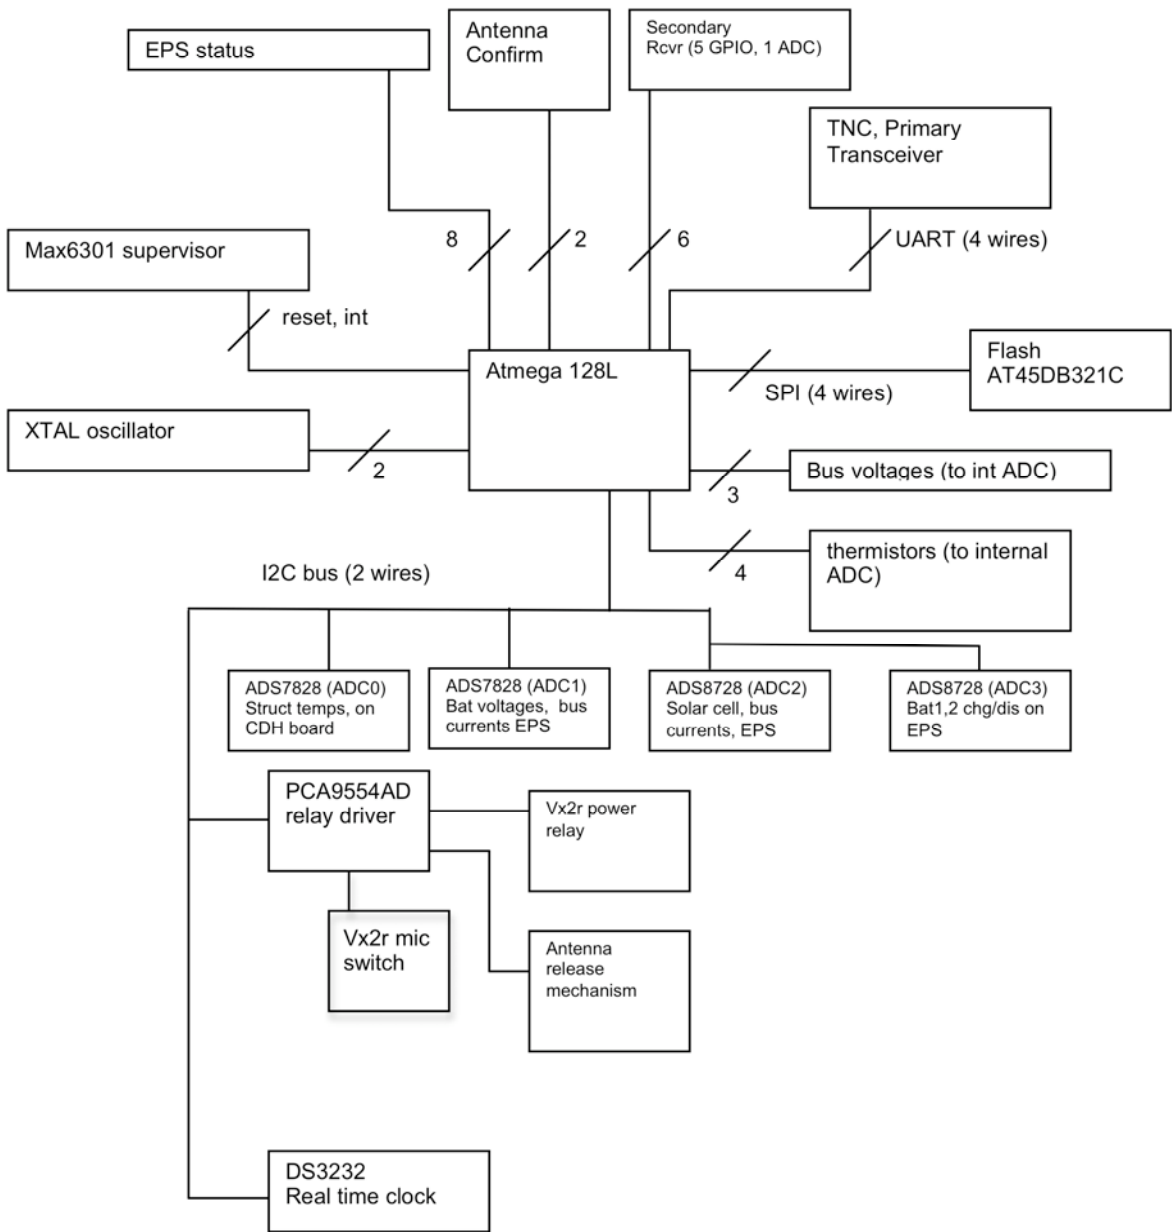 EPS status
Antenna
Confirm
Secondary
Rcvr (5 GPIO, 1 ADC)
TNC, Primary
Transceiver
8
2
6
UART (4 wires)
Max6301 supervisor
reset, int
Atmega 128L
Flash
AT45DB321C
SPI (4 wires)
XTAL oscillator
2
Bus voltages (to int ADC)
3
thermistors (to internal
ADC)
4
I2C bus (2 wires)
ADS7828 (ADC0)
Struct temps, on
CDH board
ADS7828 (ADC1)
Bat voltages, bus
currents EPS
ADS8728 (ADC2)
Solar cell, bus
currents, EPS
ADS8728 (ADC3)
Bat1,2 chg/dis on
EPS
PCA9554AD
relay driver
Vx2r power
relay
Vx2r mic
switch
Antenna
release
mechanism
DS3232
Real time clock